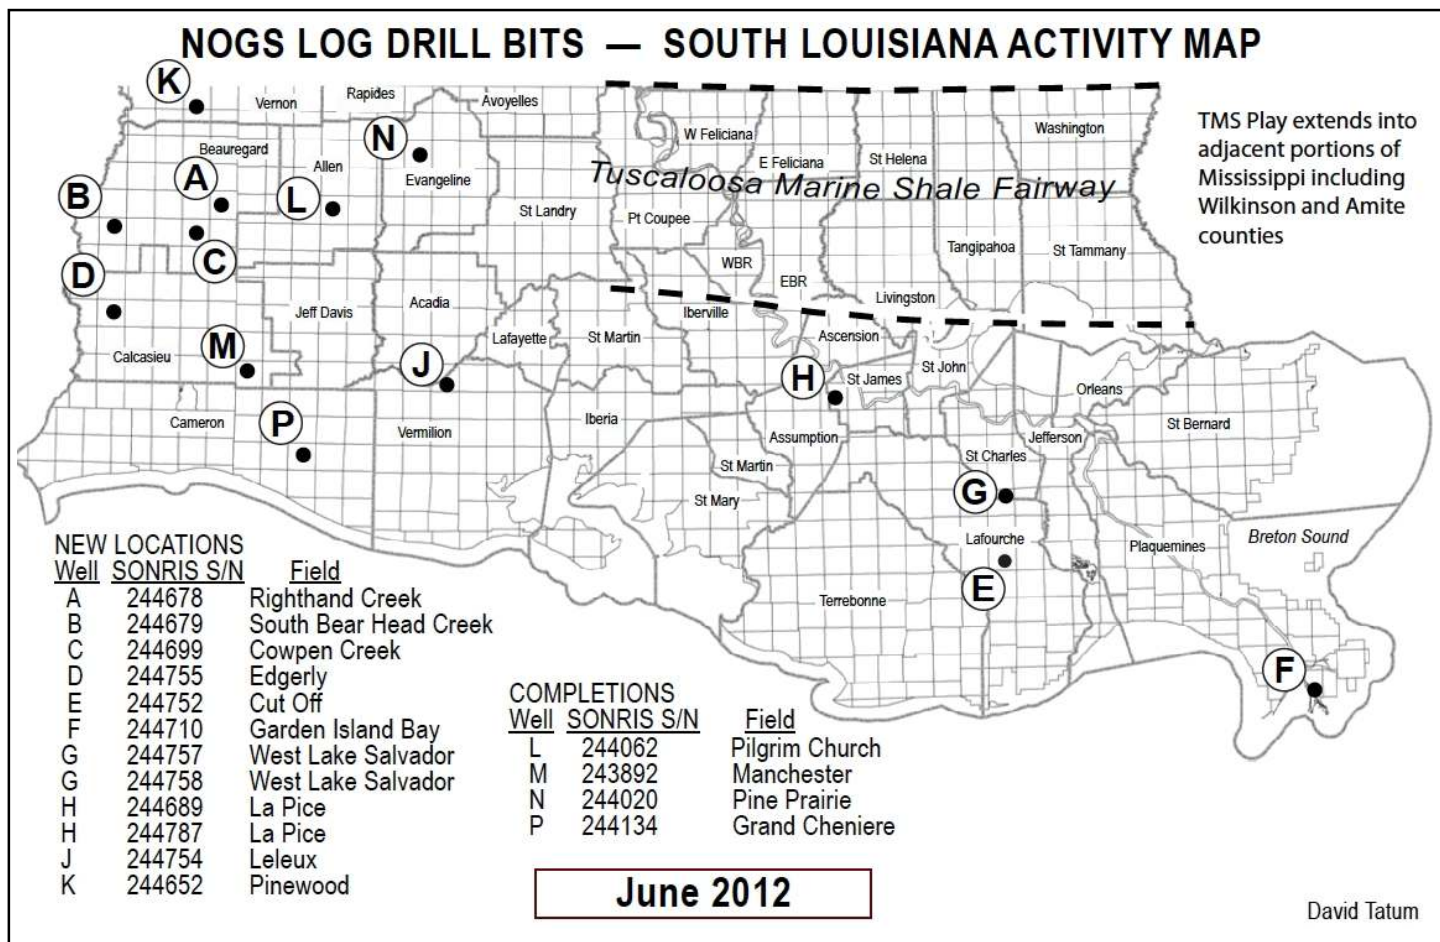 NOGS LOG DRILL BITS — SOUTH LOUISIANA ACTIVITY MAP
K
Vernon
Rapides
Avoyelles
N
W Feliciana
Washington
TMS Play extends into
adjacent portions of
Mississippi including
Wilkinson and Amite
counties
Beauregard
Allen
Evangeline
E Feliciana
St Helena
Tuscaloosa Marine Shale Fairway
A
B
L
St Landry
Pt Coupee
Tangipahoa
St Tammany
C
D
WBR
EBR
Livingston
Jeff Davis
Acadia
Iberville
Lafayette
St Martin
Ascension
M
Calcasieu
J
H
St James
St John
Orleans
Cameron
P
Vermilion
Iberia
Assumption
Jefferson
St Bernard
St Martin
St Charles
St Mary
G
Lafourche
Plaquemines
Breton Sound
E
Terrebonne
F
NEW LOCATIONS
Well SONRIS S/N Field
A 244678 Righthand Creek
B 244679 South Bear Head Creek
C 244699 Cowpen Creek
D 244755 Edgerly
E 244752 Cut Off
F 244710 Garden Island Bay
G 244757 West Lake Salvador
G 244758 West Lake Salvador
H 244689 La Pice
H 244787 La Pice
J 244754 Leleux
K 244652 Pinewood
COMPLETIONS
Well SONRIS S/N Field
L 244062 Pilgrim Church
M 243892 Manchester
N 244020 Pine Prairie
P 244134 Grand Cheniere
June 2012
David Tatum